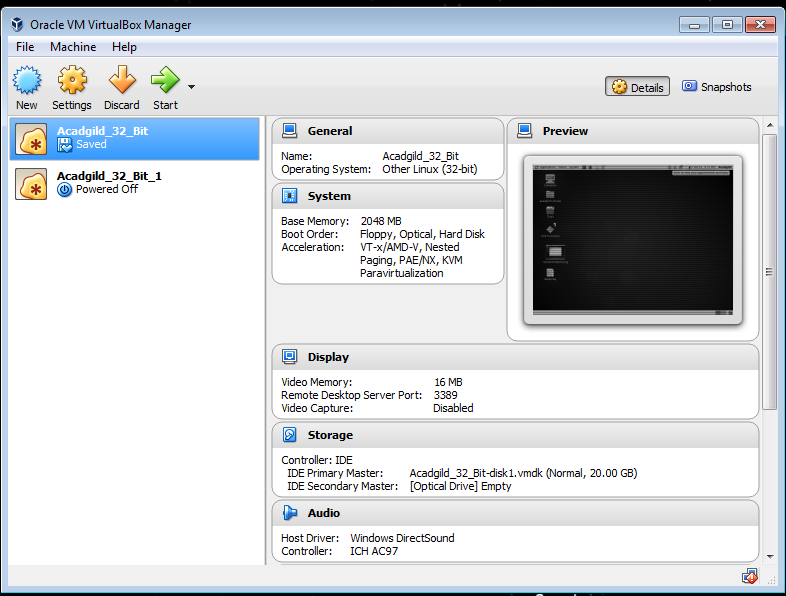 Oracle VM VirtualBox Manager
File Machine Help
New Settings Discard Start
Details Snapshots
Acadgild_32_Bit
Saved
Acadgild_32_Bit_1
Powered Off
General
Name: Acadgild_32_Bit
Operating System: Other Linux (32-bit)
System
Base Memory: 2048 MB
Boot Order: Floppy, Optical, Hard Disk
Acceleration: VT-x/AMD-V, Nested
Paging, PAE/NX, KVM
Paravirtualization
Preview
Display
Video Memory: 16 MB
Remote Desktop Server Port: 3389
Video Capture: Disabled
Storage
Controller: IDE
IDE Primary Master: Acadgild_32_Bit-disk1.vmdk (Normal, 20.00 GB)
IDE Secondary Master: [Optical Drive] Empty
Audio
Host Driver: Windows DirectSound
Controller: ICH AC97